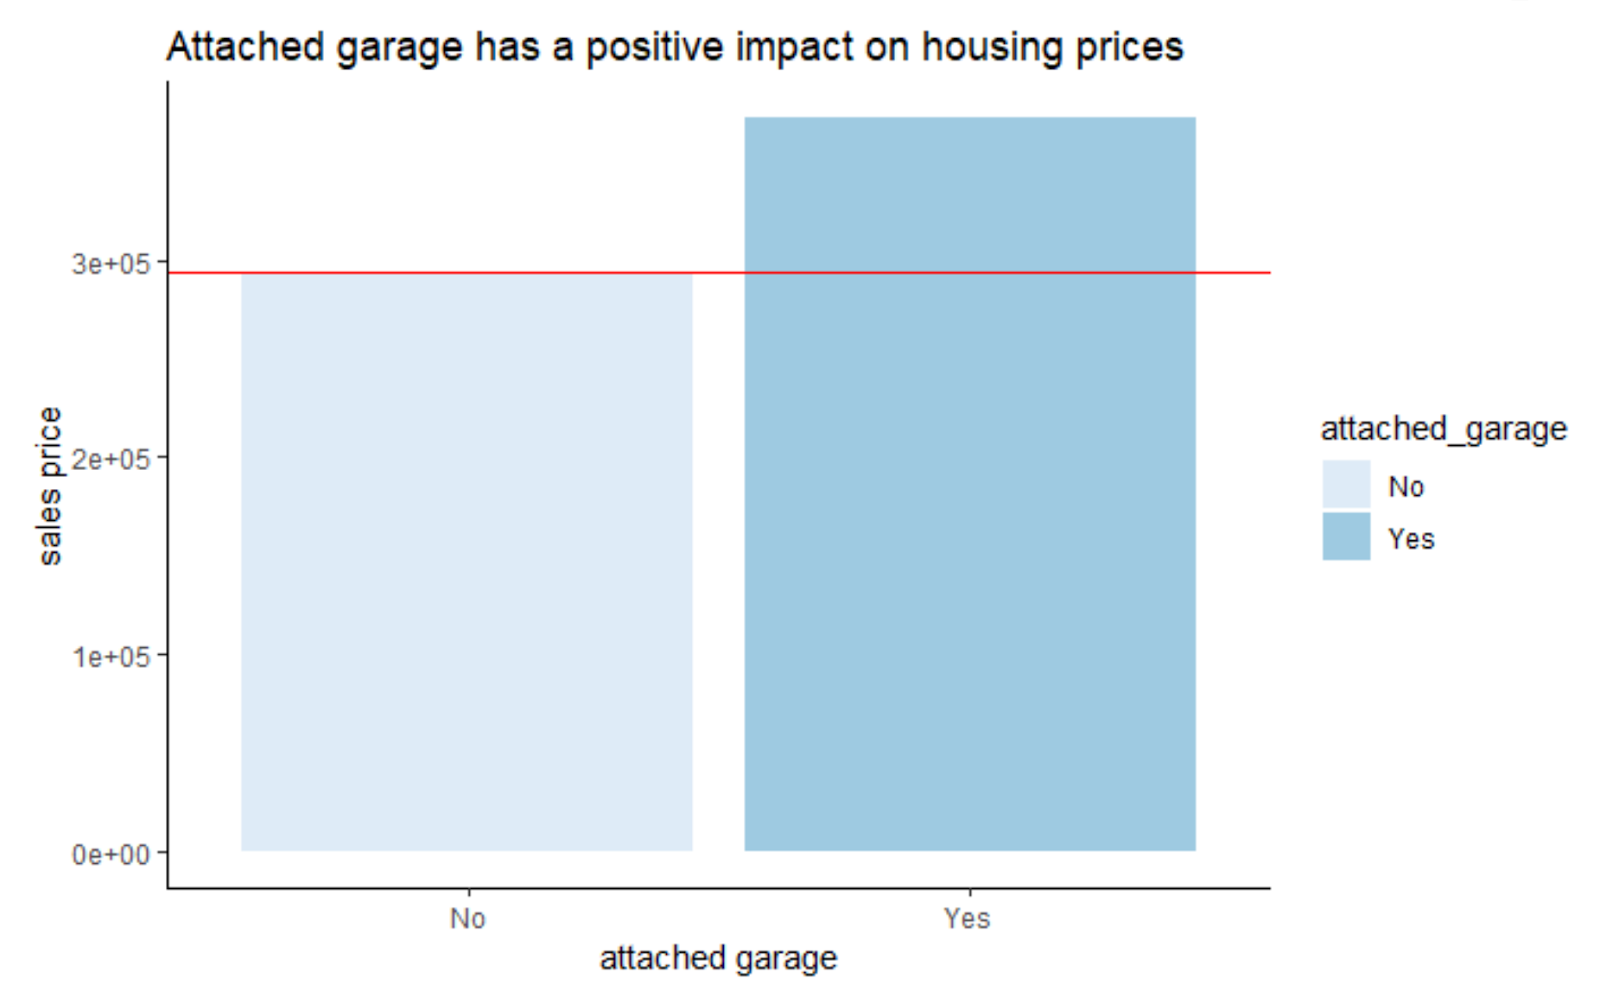 Attached garage has a positive impact on housing prices
3e+05
2e+05
1e+05
0e+00
sales price
No
Yes
attached garage
attached_garage
No
Yes